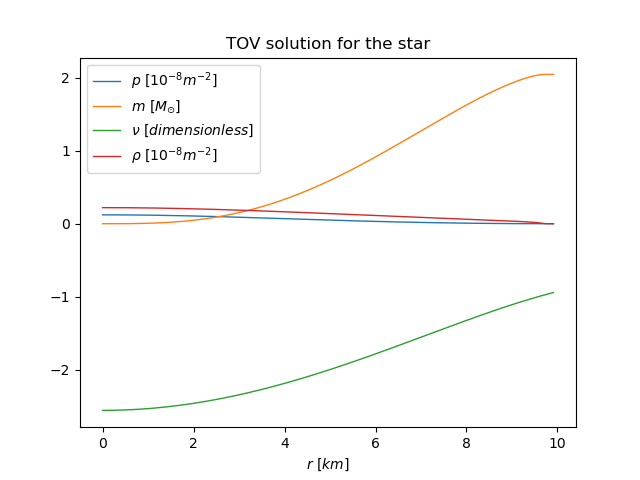 TOV solution for the star
p [10⁻⁸m⁻²]
m [M⊙]
ν [dimensionless]
ρ [10⁻⁸m⁻²]
2
1
0
−1
−2
0 2 4 6 8 10
r [km]